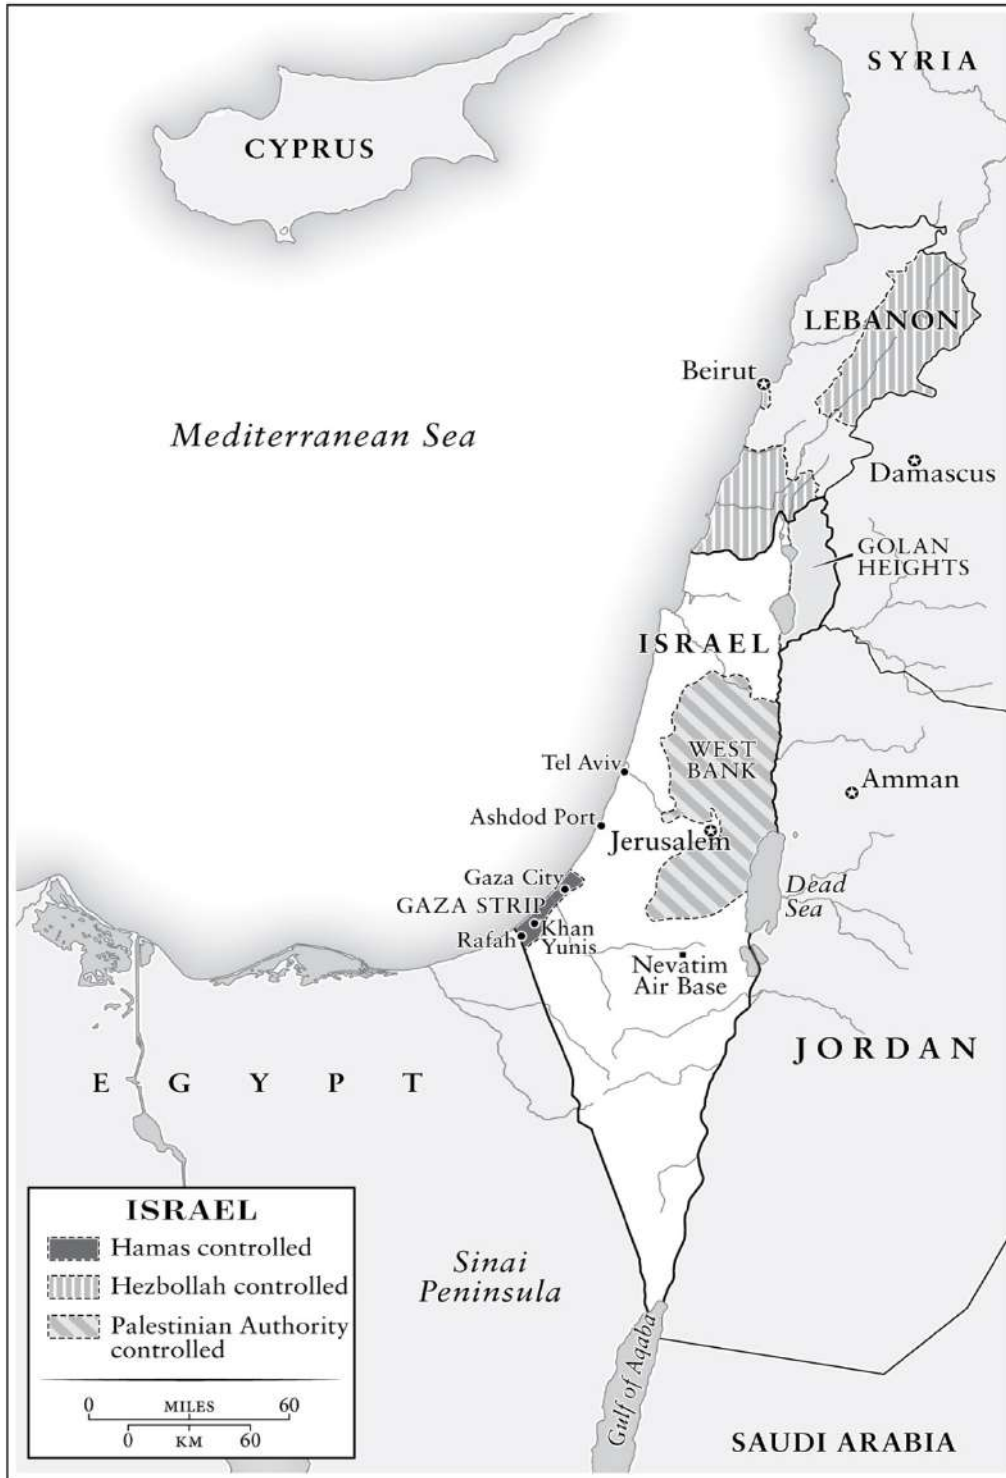 SYRIA
CYPRUS
LEBANON
Beirut
Mediterranean Sea
Damascus
GOLAN
HEIGHTS
ISRAEL
WEST
BANK
Tel Aviv
Amman
Ashdod Port
Jerusalem
Gaza City
Dead
Sea
GAZA STRIP
Khan
Yunis
Rafah
Nevatim
Air Base
JORDAN
EGYPT
Sinai
Peninsula
Gulf of Aqaba
SAUDI ARABIA
ISRAEL
Hamas controlled
Hezbollah controlled
Palestinian Authority
controlled
0 MILES 60
0 KM 60